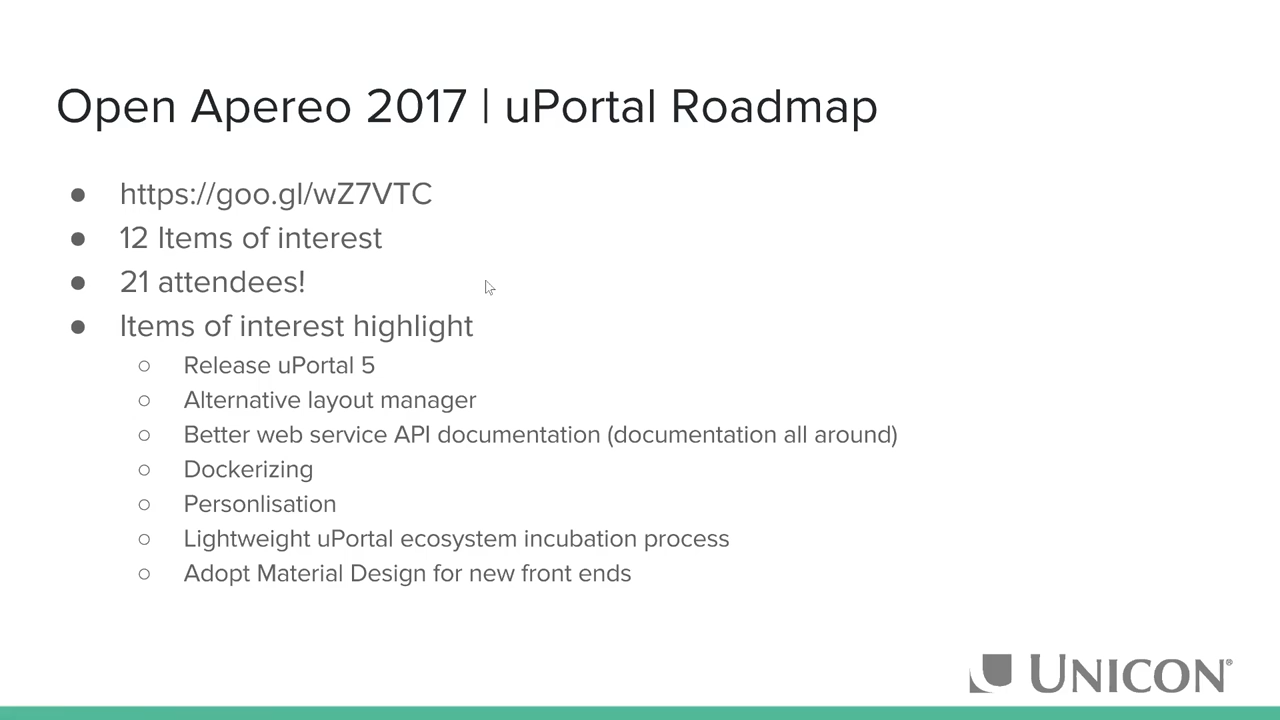 Open Apereo 2017 | uPortal Roadmap
● https://goo.gl/wZ7VTC
● 12 Items of interest
● 21 attendees!
● Items of interest highlight
○ Release uPortal 5
○ Alternative layout manager
○ Better web service API documentation (documentation all around)
○ Dockerizing
○ Personlisation
○ Lightweight uPortal ecosystem incubation process
○ Adopt Material Design for new front ends
UNICON®